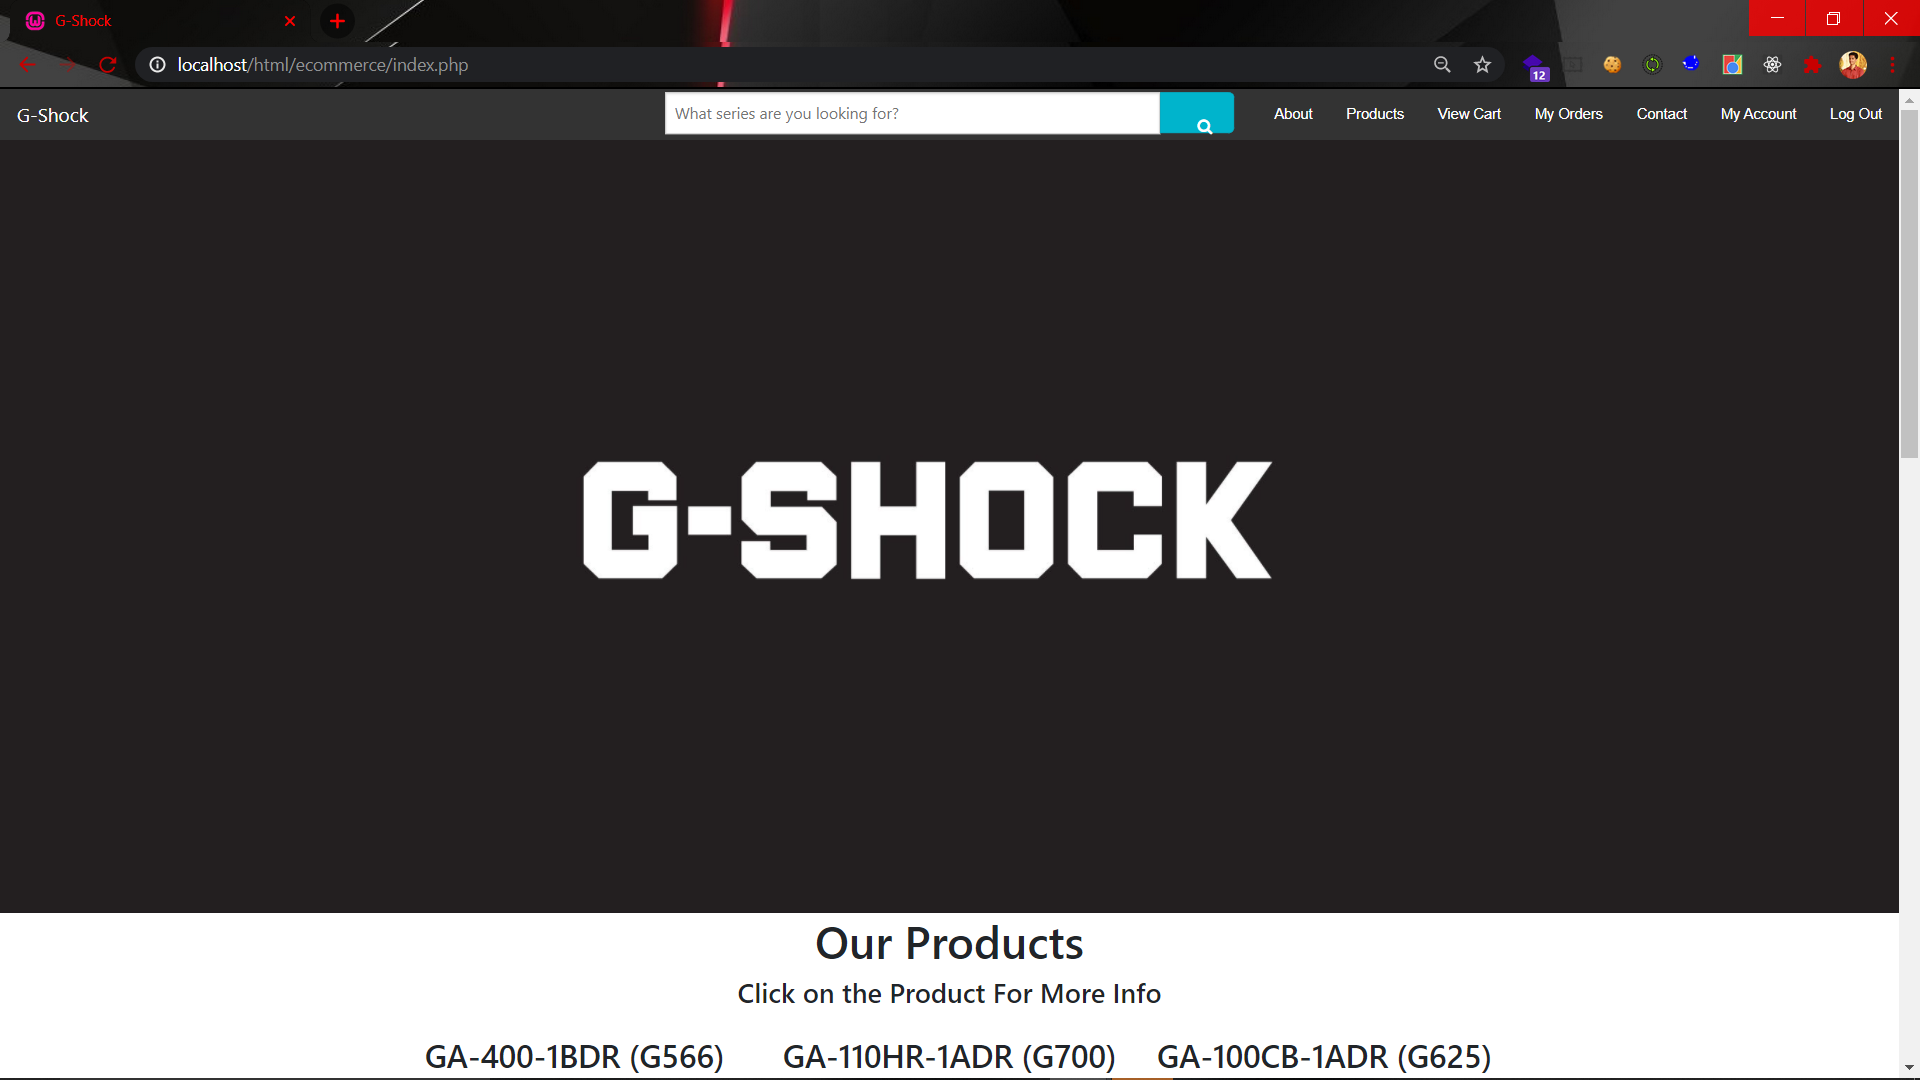 G-Shock
localhost/html/ecommerce/index.php
12
G-Shock
What series are you looking for?
About Products View Cart My Orders Contact My Account Log Out
G-SHOCK
Our Products
Click on the Product For More Info
GA-400-1BDR (G566) GA-110HR-1ADR (G700) GA-100CB-1ADR (G625)